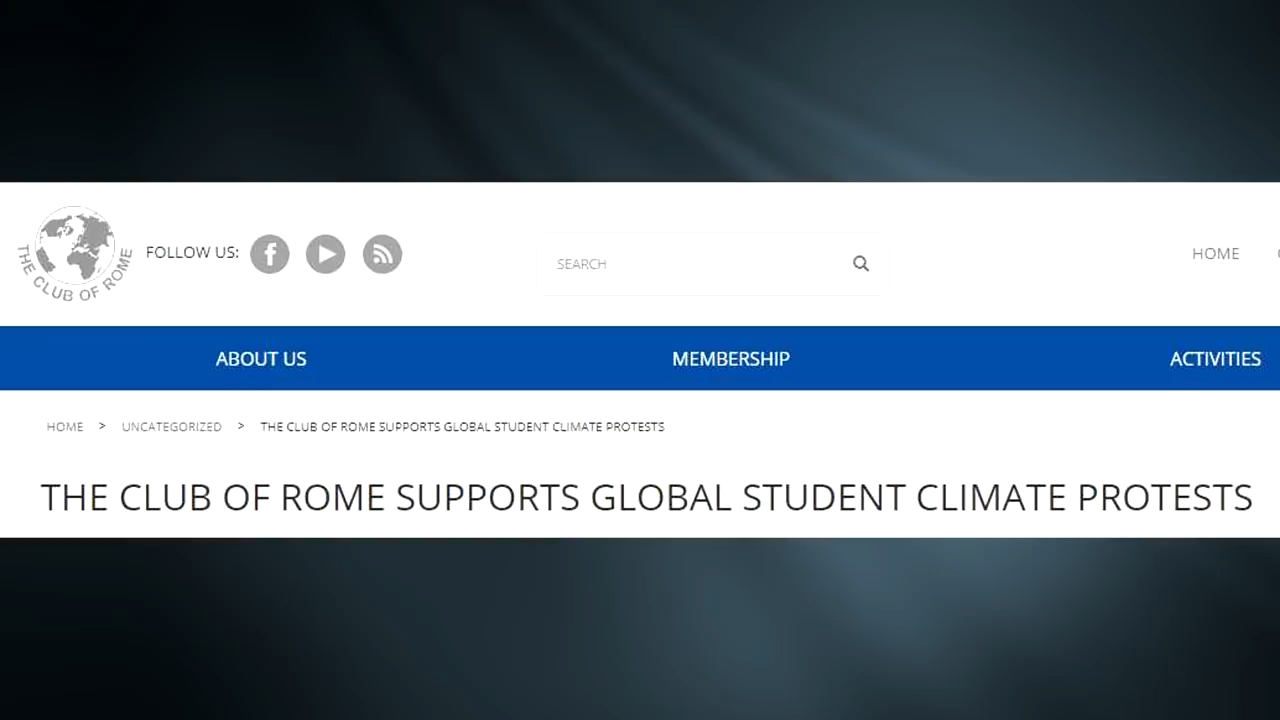 THE CLUB OF ROME
FOLLOW US:
SEARCH
HOME
ABOUT US
MEMBERSHIP
ACTIVITIES
HOME > UNCATEGORIZED > THE CLUB OF ROME SUPPORTS GLOBAL STUDENT CLIMATE PROTESTS
THE CLUB OF ROME SUPPORTS GLOBAL STUDENT CLIMATE PROTESTS